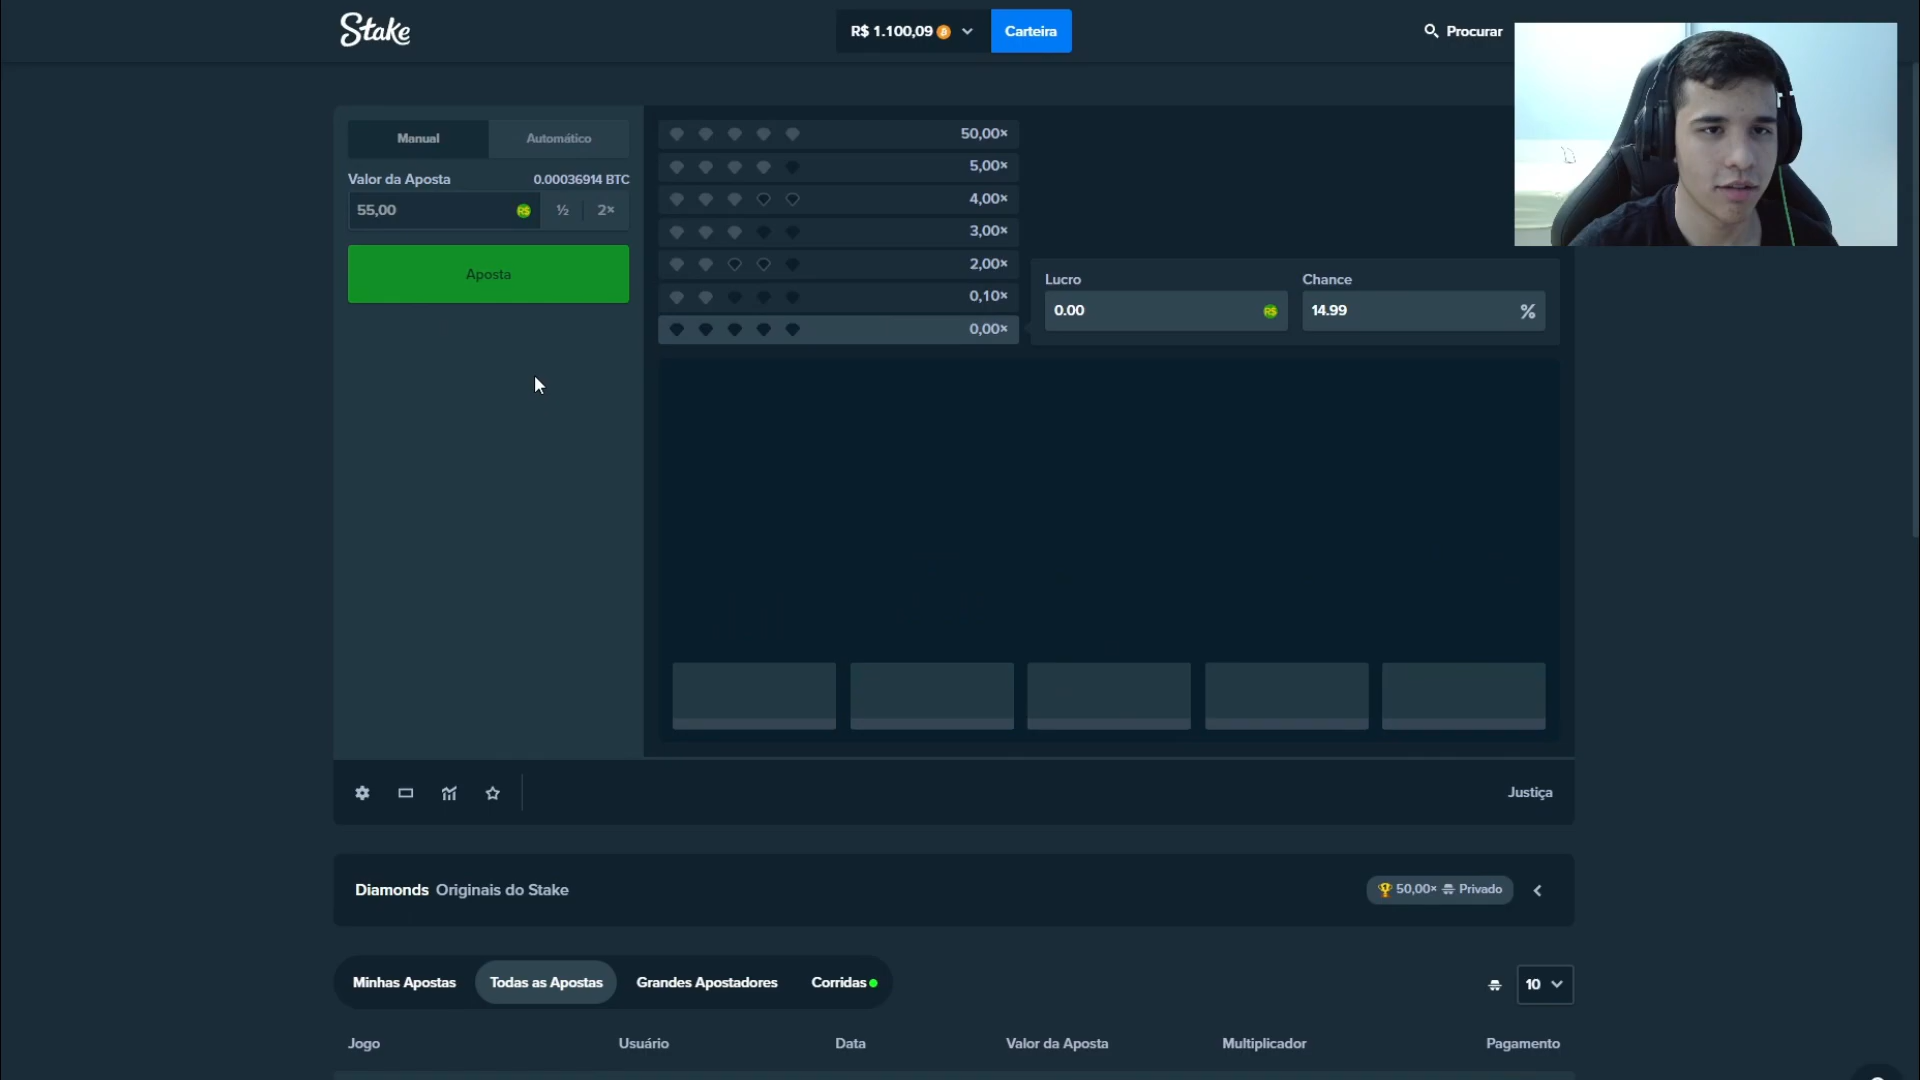 Stake
R$ 1.100,09
Carteira
Procurar
Manual
Automático
Valor da Aposta
0.00036914 BTC
55,00
R$
½
2×
Aposta
50,00×
5,00×
4,00×
3,00×
2,00×
0,10×
0,00×
Lucro
Chance
0.00
R$
14.99
%
Justiça
Diamonds Originais do Stake
50,00×
Privado
Minhas Apostas
Todas as Apostas
Grandes Apostadores
Corridas
10
Jogo
Usuário
Data
Valor da Aposta
Multiplicador
Pagamento